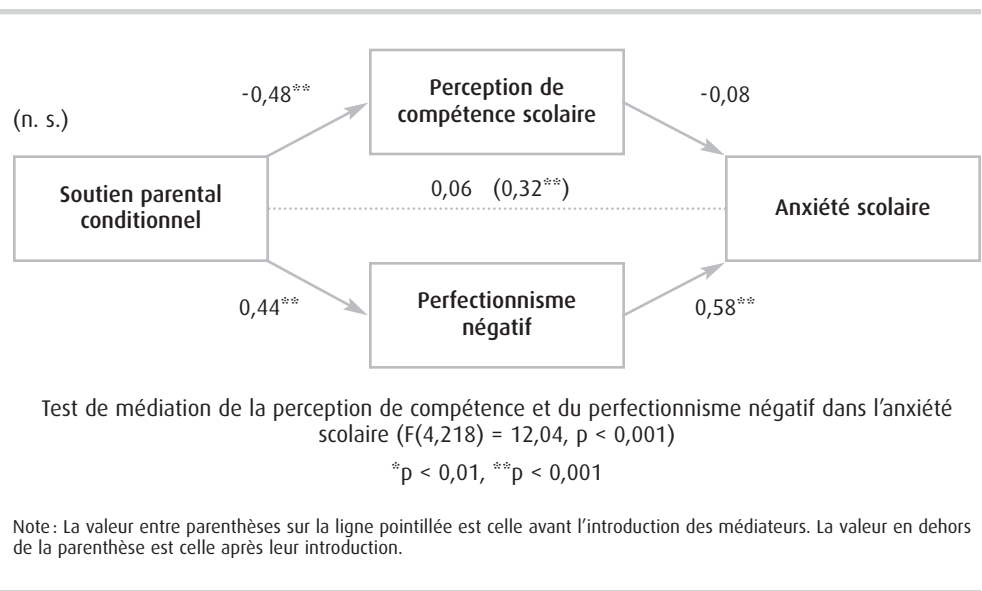 -0,48**
Perception de
compétence scolaire
-0,08
(n. s.)
Soutien parental
conditionnel
0,06 (0,32**)
Anxiété scolaire
0,44**
Perfectionnisme
négatif
0,58**
Test de médiation de la perception de compétence et du perfectionnisme négatif dans l’anxiété
scolaire (F(4,218) = 12,04, p < 0,001)
*p < 0,01, **p < 0,001
Note : La valeur entre parenthèses sur la ligne pointillée est celle avant l’introduction des médiateurs. La valeur en dehors
de la parenthèse est celle après leur introduction.